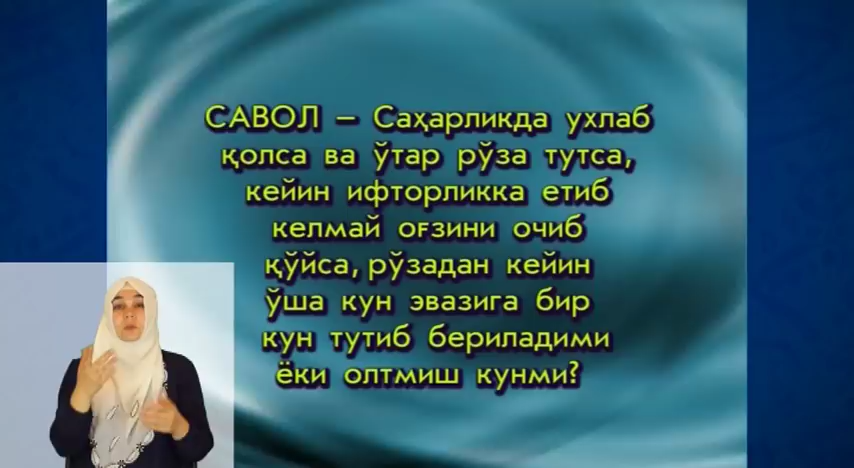 САВОЛ – Саҳарликда ухлаб
қолса ва ўтар рўза тутса,
кейин ифторликка етиб
келмай оғзини очиб
қўйса, рўзадан кейин
ўша кун эвазига бир
кун тутиб бериладими
ёки олтмиш кунми?